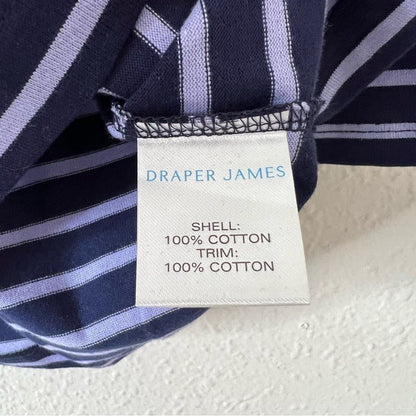 DRAPER JAMES
SHELL:
100% COTTON
TRIM:
100% COTTON